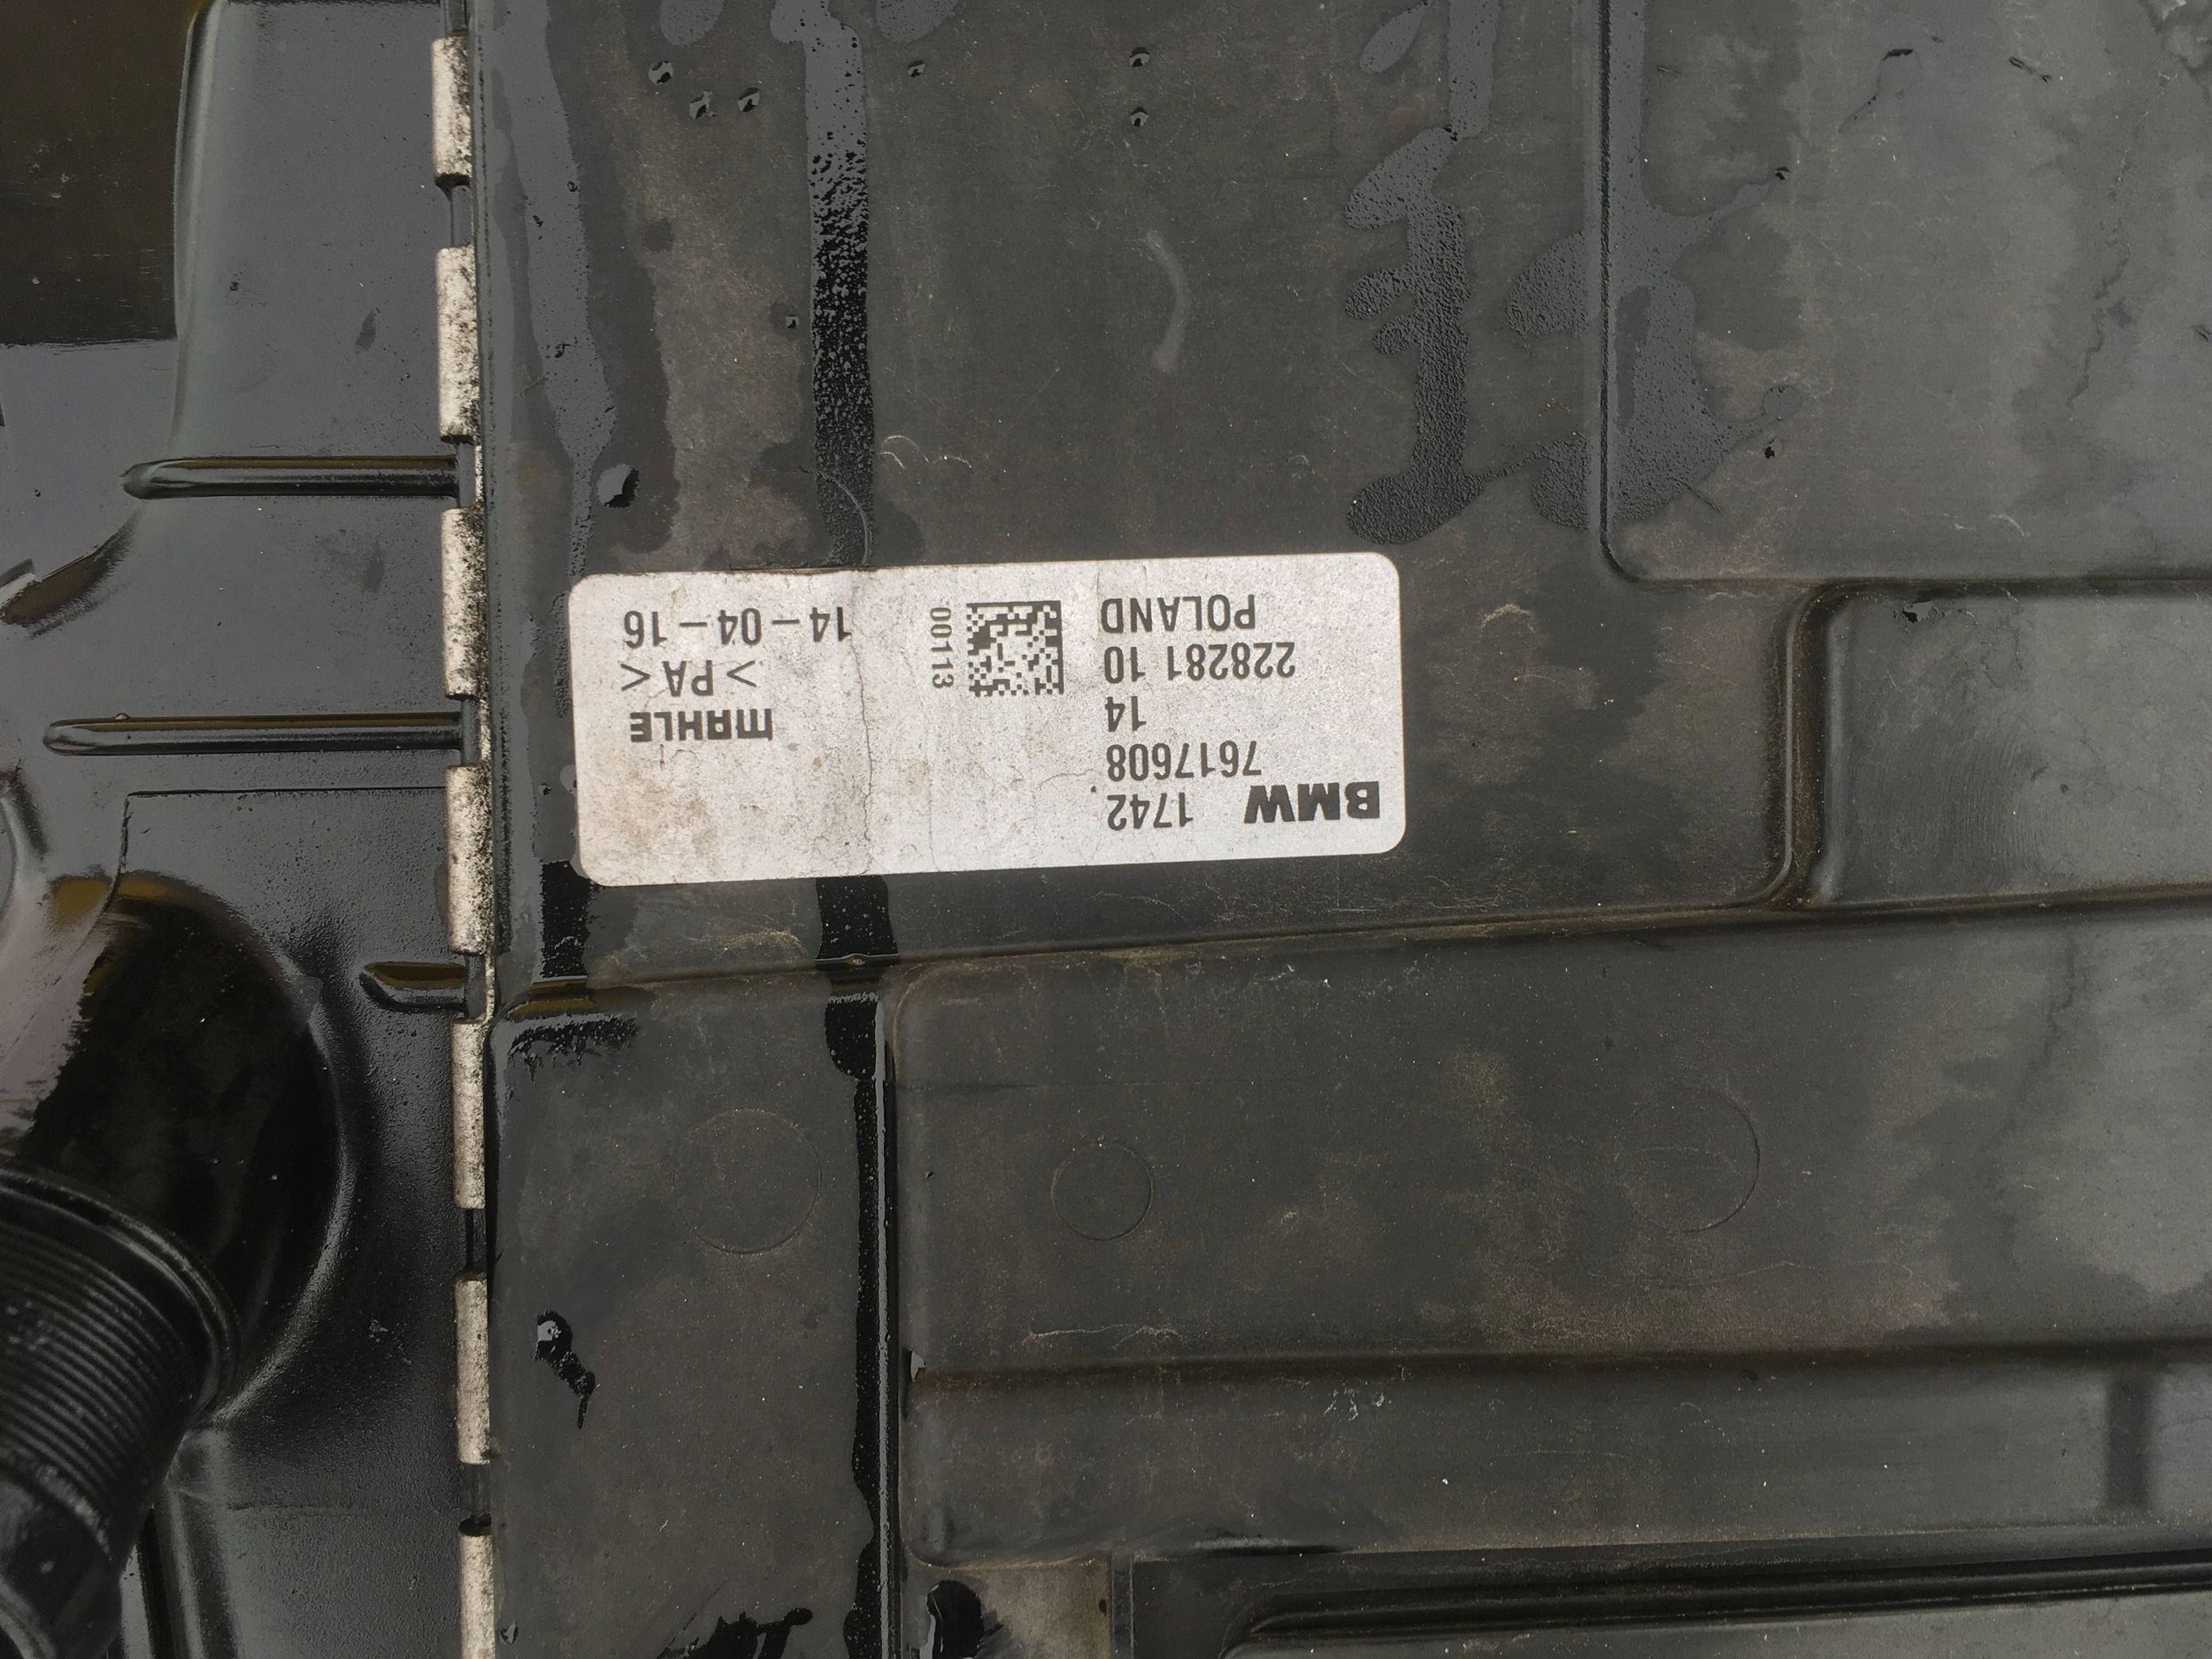 BMW 1742
7617608
14
228281 10
POLAND
00113
MAHLE
>PA<
14-04-16